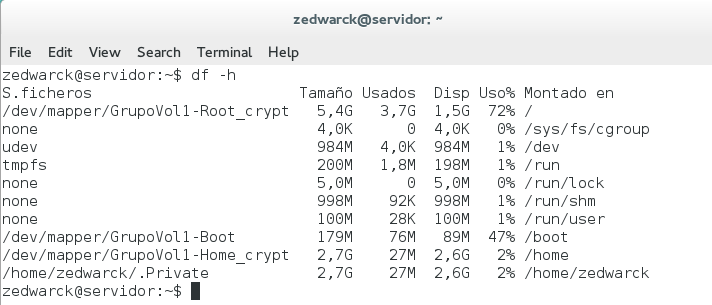 zedwarck@servidor: ~
File Edit View Search Terminal Help
zedwarck@servidor:~$ df -h
S.ficheros Tamaño Usados Disp Uso% Montado en
/dev/mapper/GrupoVol1-Root_crypt 5,4G 3,7G 1,5G 72% /
none 4,0K 0 4,0K 0% /sys/fs/cgroup
udev 984M 4,0K 984M 1% /dev
tmpfs 200M 1,8M 198M 1% /run
none 5,0M 0 5,0M 0% /run/lock
none 998M 92K 998M 1% /run/shm
none 100M 28K 100M 1% /run/user
/dev/mapper/GrupoVol1-Boot 179M 76M 89M 47% /boot
/dev/mapper/GrupoVol1-Home_crypt 2,7G 27M 2,6G 2% /home
/home/zedwarck/.Private 2,7G 27M 2,6G 2% /home/zedwarck
zedwarck@servidor:~$